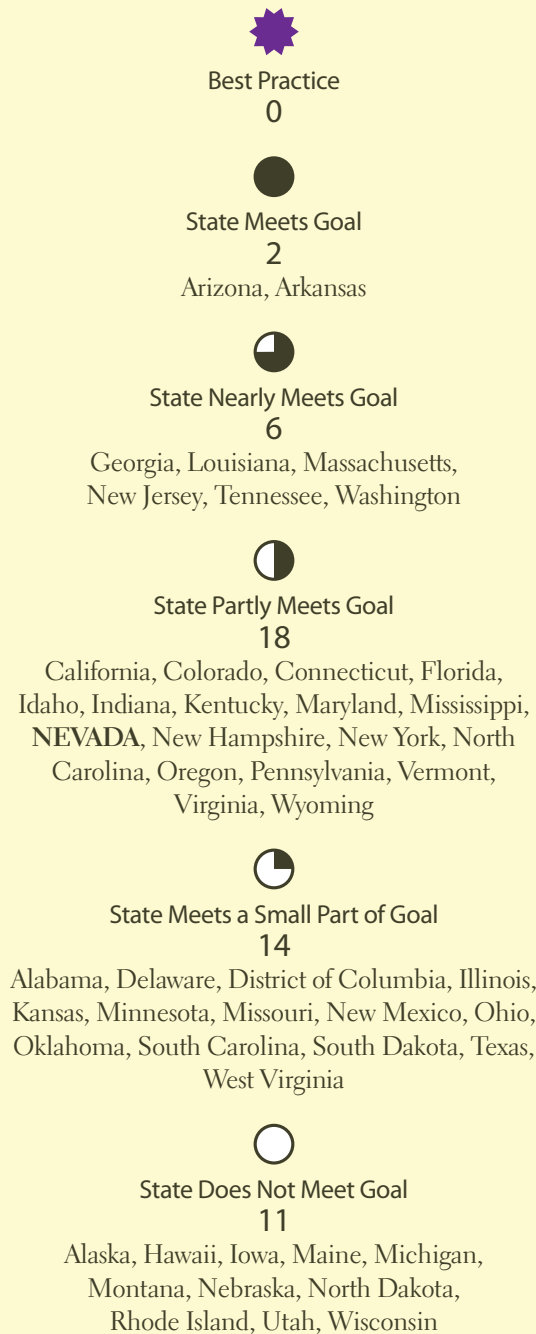 Best Practice
0
State Meets Goal
2
Arizona, Arkansas
State Nearly Meets Goal
6
Georgia, Louisiana, Massachusetts,
New Jersey, Tennessee, Washington
State Partly Meets Goal
18
California, Colorado, Connecticut, Florida,
Idaho, Indiana, Kentucky, Maryland, Mississippi,
NEVADA, New Hampshire, New York, North
Carolina, Oregon, Pennsylvania, Vermont,
Virginia, Wyoming
State Meets a Small Part of Goal
14
Alabama, Delaware, District of Columbia, Illinois,
Kansas, Minnesota, Missouri, New Mexico, Ohio,
Oklahoma, South Carolina, South Dakota, Texas,
West Virginia
State Does Not Meet Goal
11
Alaska, Hawaii, Iowa, Maine, Michigan,
Montana, Nebraska, North Dakota,
Rhode Island, Utah, Wisconsin